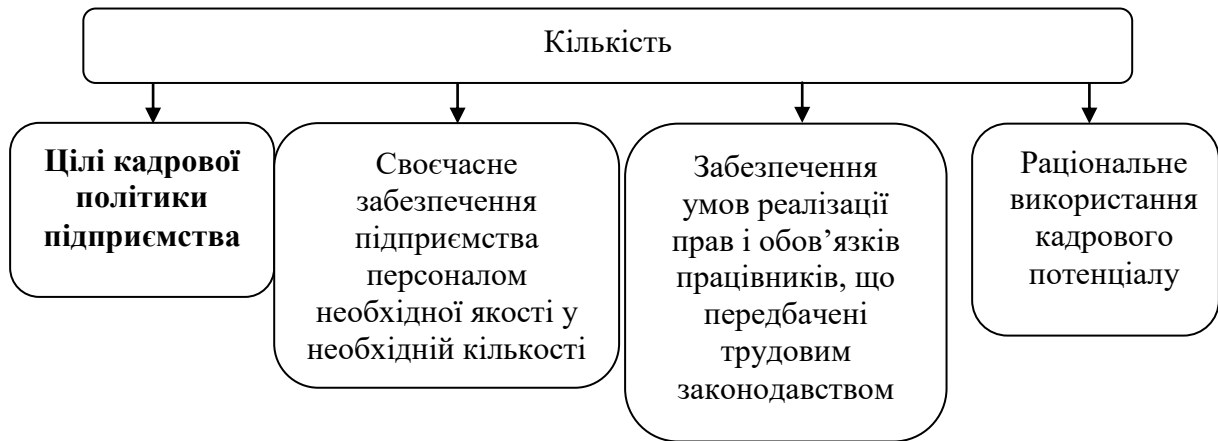 Кількість
Цілі кадрової
політики
підприємства
Своєчасне
забезпечення
підприємства
персоналом
необхідної якості у
необхідній кількості
Забезпечення
умов реалізації
прав і обов’язків
працівників, що
передбачені
трудовим
законодавством
Раціональне
використання
кадрового
потенціалу